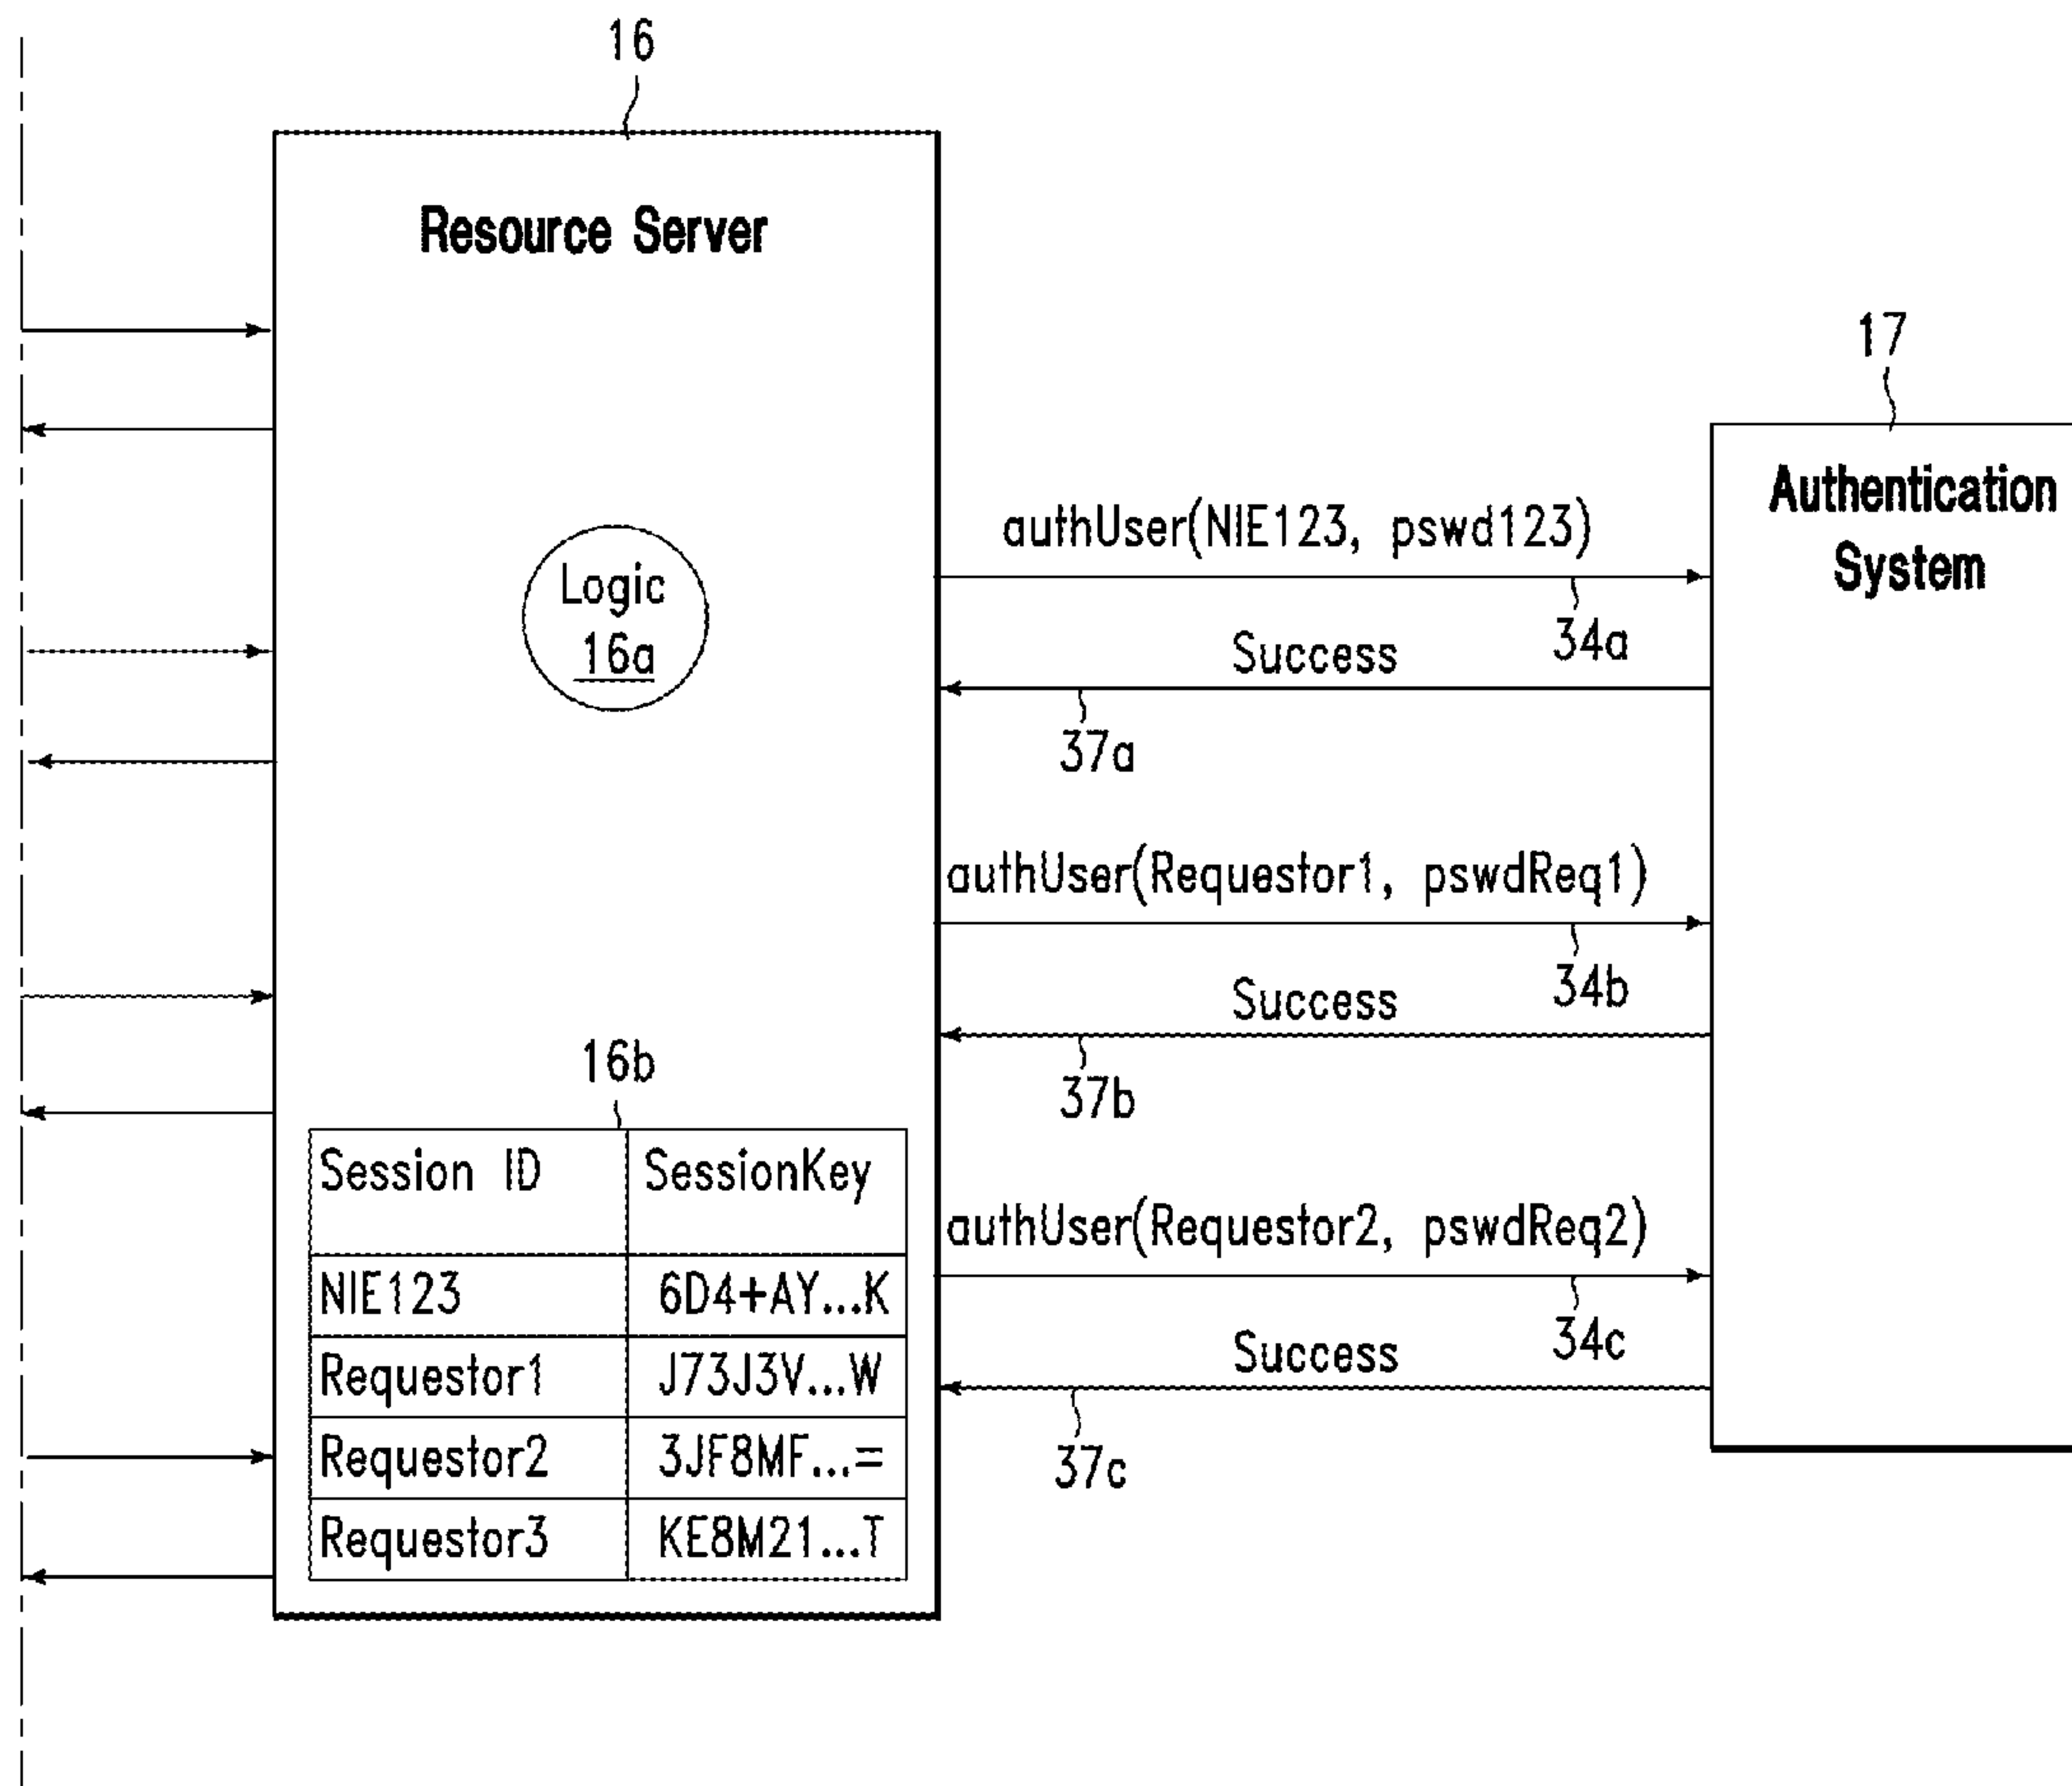 16
Resource Server
17
Authentication
System
Logic
16a
authUser(NIE123, pswd123)
34a
Success
37a
authUser(Requestor1, pswdReq1)
34b
Success
37b
16b
Session ID SessionKey
NIE123 6D4+AY...K
Requestor1 J73J3V...W
Requestor2 3JF8MF...=
Requestor3 KE8M21...T
authUser(Requestor2, pswdReq2)
34c
Success
37c